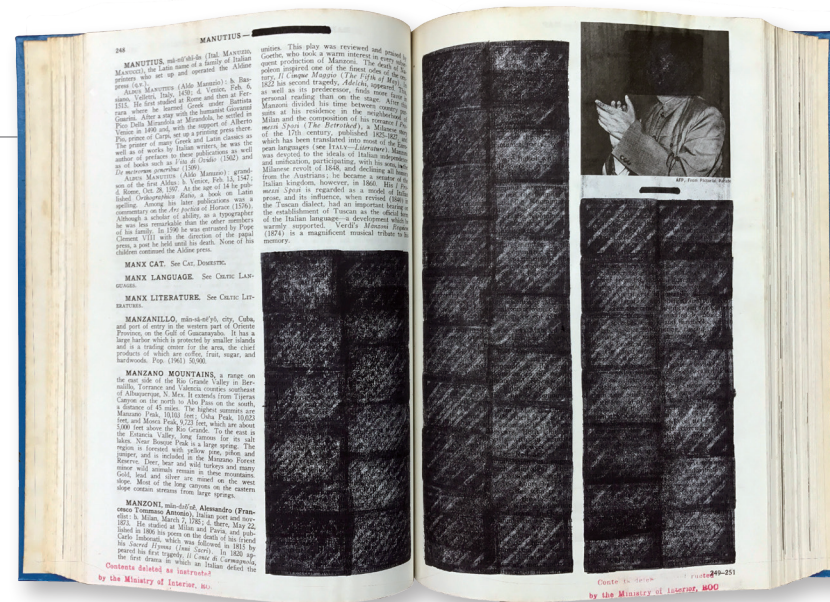 248
MANUTIUS—
MANUTIUS, mà-nū'shĭ-ŭs (Ital. MANUZIO,
MANUZZI), the Latin name of a family of Italian
printers who set up and operated the Aldine
press (q.v.).
ALDUS MANUTIUS (Aldo Manuzio): b. Bas-
siano, Velletri, Italy, 1450; d. Venice, Feb. 6,
1515. He first studied at Rome and then at Fer-
rara where he learned Greek under Battista
Guarini. After a stay with the humanist Giovanni
Pico Della Mirandola at Mirandola, he settled in
Venice in 1490 and, with the support of Alberto
Pio, prince of Carpi, set up a printing press there.
The printer of many Greek and Latin classics as
well as of works by Italian writers, he was the
author of prefaces to these publications as well
as of books such as Vita di Ovidio (1502) and
(1509).
ALDUS MANUTIUS (Aldo Manuzio) grand-
son of the first Aldus: b. Venice, Feb. 13, 1547;
d. Rome, Oct. 28, 1597. At the age of 14 he pub-
lished Orthographica Ratio, a book on Latin
spelling. Among his later publications was a
commentary on the Ars poetica of Horace (1576).
Although a scholar of ability, as a typographer
he was less remarkable than the other members
of his family. In 1590 he was entrusted by Pope
Clement VIII with the direction of the papal
press, a post he held until his death. None of his
children continued the Aldine press.
MANX CAT. See CAT, DOMESTIC.
MANX LANGUAGE. See CELTIC LAN-
GUAGES.
MANX LITERATURE. See CELTIC LIT-
ERATURES.
MANZANILLO, city, Cuba,
and port of entry in the western part of Oriente
Province, on the Gulf of Guacanayabo. It has a
large harbor which is protected by smaller islands
and is a trading center for the area, the chief
products of which are coffee, fruit, sugar, and
hardwoods. Pop. (1961) 50,900.
MANZANO MOUNTAINS, a range on
the east side of the Rio Grande Valley in Ber-
nalillo, Torrance and Valencia counties southeast
of Albuquerque, N. Mex. It extends from Tijeras
Canyon on the north to Abo Pass on the south,
a distance of 45 miles. The highest summits are
Manzano Peak, 10,103 feet; Osha Peak, 10,023
feet, and Mosca Peak, 9,723 feet, which are about
5,000 feet above the Rio Grande. To the east is
the Estancia Valley, long famous for its salt
lakes. Near Bosque Peak is a large spring. The
region is forested with yellow pine, piñon and
juniper, and is included in the Manzano Forest
Reserve. Deer, bear and wild turkeys and many
minor wild animals remain in these mountains.
Gold, lead and silver are mined on the west
slope. Most of the long canyons on the eastern
slope contain streams from large springs.
MANZONI, Alessandro (Fran-
cesco Tommaso Antonio), Italian poet and nov-
elist: b. Milan, March 7, 1785; d. there, May 22,
1873. He studied at Milan and Pavia, and pub-
lished in 1806 his poem on the death of his friend
Carlo Imbonati, which was followed in 1815 by
his Sacred Hymns (Inni Sacri). In 1820 ap-
peared his first tragedy, Il Conte di Carmagnola,
the first drama in which an Italian defied the
unities. This play was reviewed and praised by
Goethe, who took a warm interest in every subse-
quent production of Manzoni. The death of Na-
poleon inspired one of the finest odes of the cen-
tury, Il Cinque Maggio (The Fifth of May). In
1822 his second tragedy, Adelchi, appeared. This
as well as its predecessor, finds more favor
personal reading than on the stage. After this
Manzoni divided his time between country pur-
suits at his residence in the neighborhood of
Milan and the composition of his romance I Pro-
messi Sposi (The Betrothed), a Milanese story
of the 17th century, published 1825-1827, and
which has been translated into most of the Euro-
pean languages (see ITALY—Literature). Manzoni
was devoted to the ideals of Italian independence
and unification, participating, with his sons, in the
Milanese revolt of 1848, and declining all honors
from the Austrians; he became a senator of the
Italian kingdom, however, in 1860. His I Pro-
messi Sposi is regarded as a model of Italian
prose, and its influence, when revised (1840) in
the Tuscan dialect, had an important bearing on
the establishment of Tuscan as the official form
of the Italian language—a development which he
warmly supported. Verdi's Manzoni Requiem
(1874) is a magnificent musical tribute to his
memory.
Contents deleted as instructed
by the Ministry of Interior,
249–251
by the Ministry of Interior, HOO